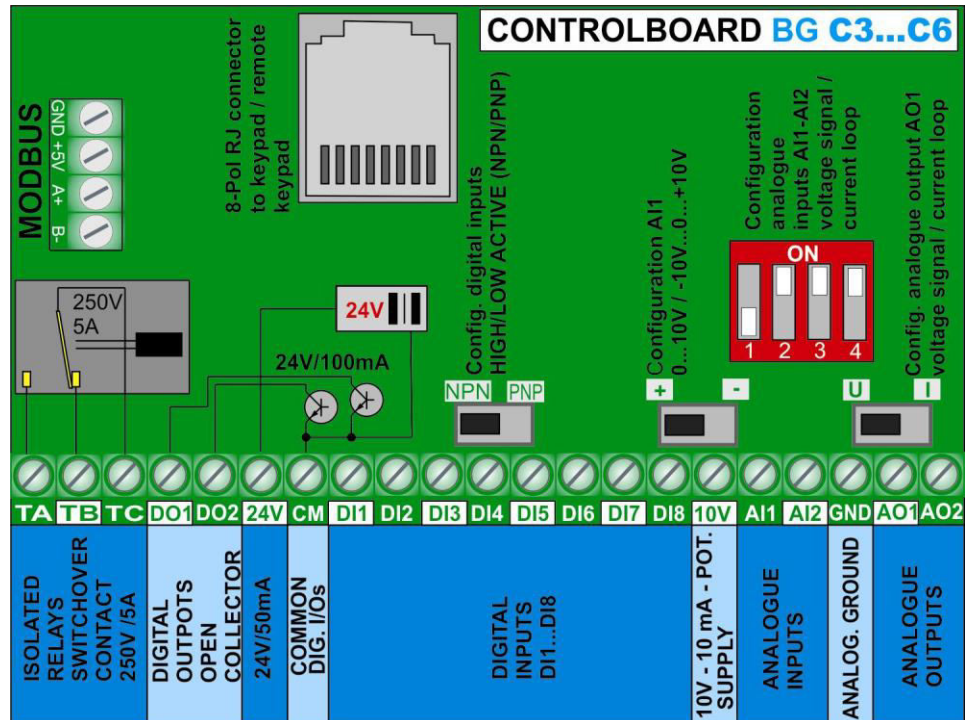 CONTROLBOARD BG C3...C6
MODBUS
GND
+5V
A+
B-
8-Pol RJ connector
to keypad / remote
keypad
Config. digital inputs
HIGH/LOW ACTIVE (NPN/PNP)
Configuration AI1
0...10V / -10V...0...+10V
Configuration
analogue
inputs AI1-AI2
voltage signal /
current loop
Config. analogue output AO1
voltage signal / current loop
ON
1 2 3 4
250V
5A
24V
24V/100mA
NPN PNP
+ -
U I
TA TB TC DO1 DO2 24V CM DI1 DI2 DI3 DI4 DI5 DI6 DI7 DI8 10V AI1 AI2 GND AO1 AO2
ISOLATED
RELAYS
SWITCHOVER
CONTACT
250V /5A
DIGITAL
OUTPOTS
OPEN
COLLECTOR
24V/50mA
COMMON
DIG. I/Os
DIGITAL
INPUTS
DI1...DI8
10V - 10 mA - POT.
SUPPLY
ANALOGUE
INPUTS
ANALOG. GROUND
ANALOGUE
OUTPUTS